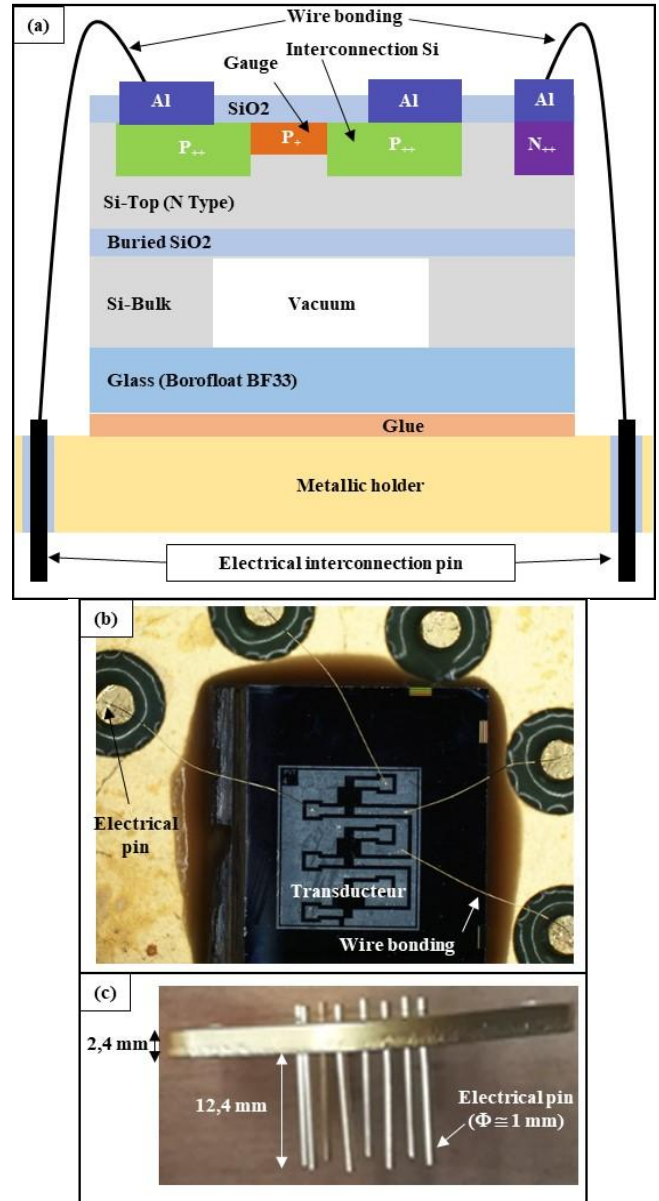 (a)
Wire bonding
Interconnection Si
Gauge
Al
SiO2
Al
Al
P++
P+
P++
N++
Si-Top (N Type)
Buried SiO2
Si-Bulk
Vacuum
Glass (Borofloat BF33)
Glue
Metallic holder
Electrical interconnection pin
(b)
Electrical
pin
Transducteur
Wire bonding
(c)
2,4 mm
12,4 mm
Electrical pin
(Φ≅1 mm)